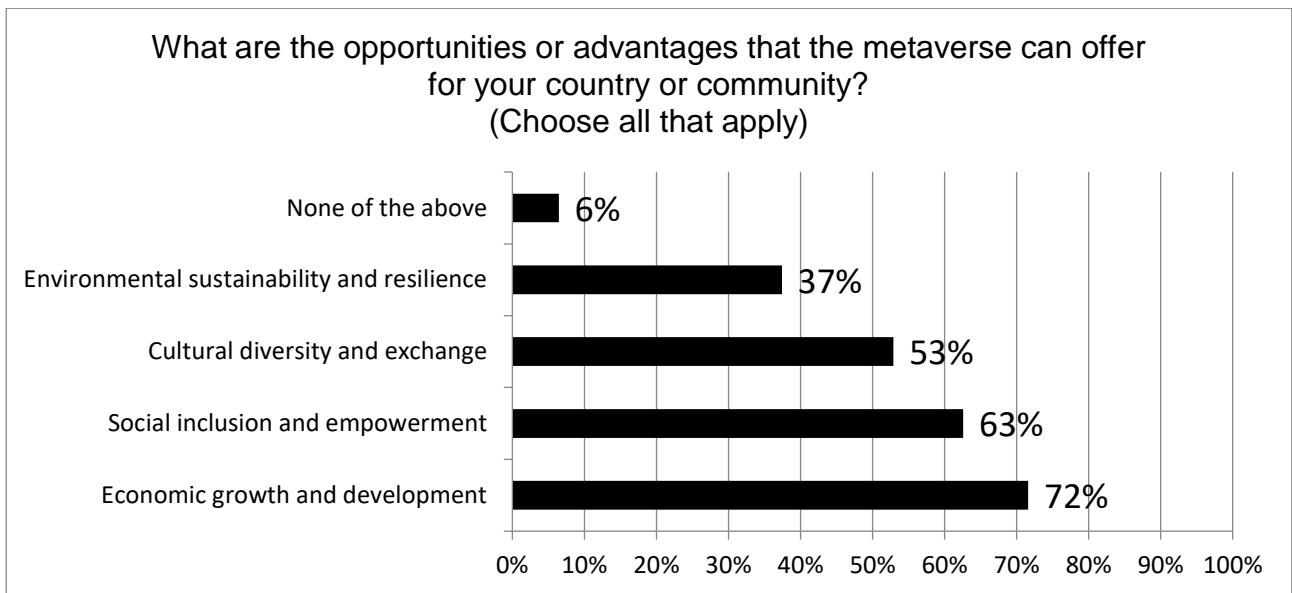 What are the opportunities or advantages that the metaverse can offer
for your country or community?
(Choose all that apply)
None of the above
6%
Environmental sustainability and resilience
37%
Cultural diversity and exchange
53%
Social inclusion and empowerment
63%
Economic growth and development
72%
0% 10% 20% 30% 40% 50% 60% 70% 80% 90% 100%